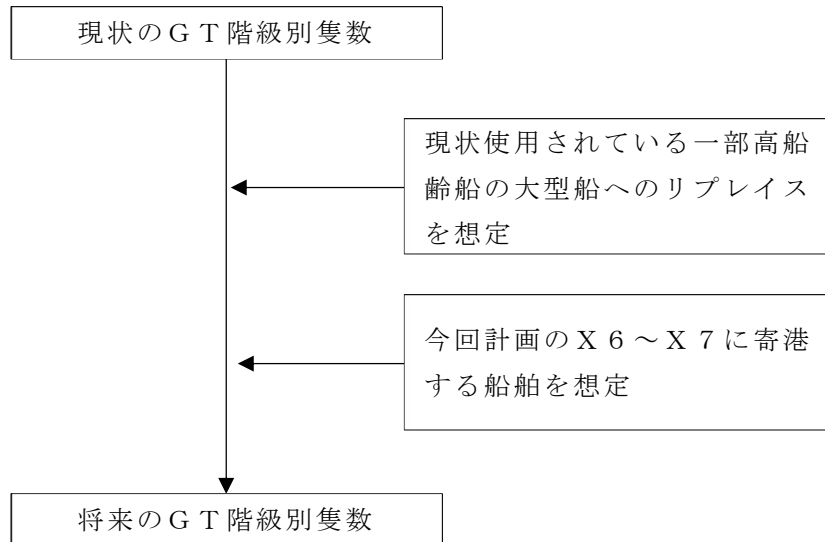 現状のＧＴ階級別隻数
現状使用されている一部高船
齢船の大型船へのリプレイス
を想定
今回計画のＸ６～Ｘ７に寄港
する船舶を想定
将来のＧＴ階級別隻数